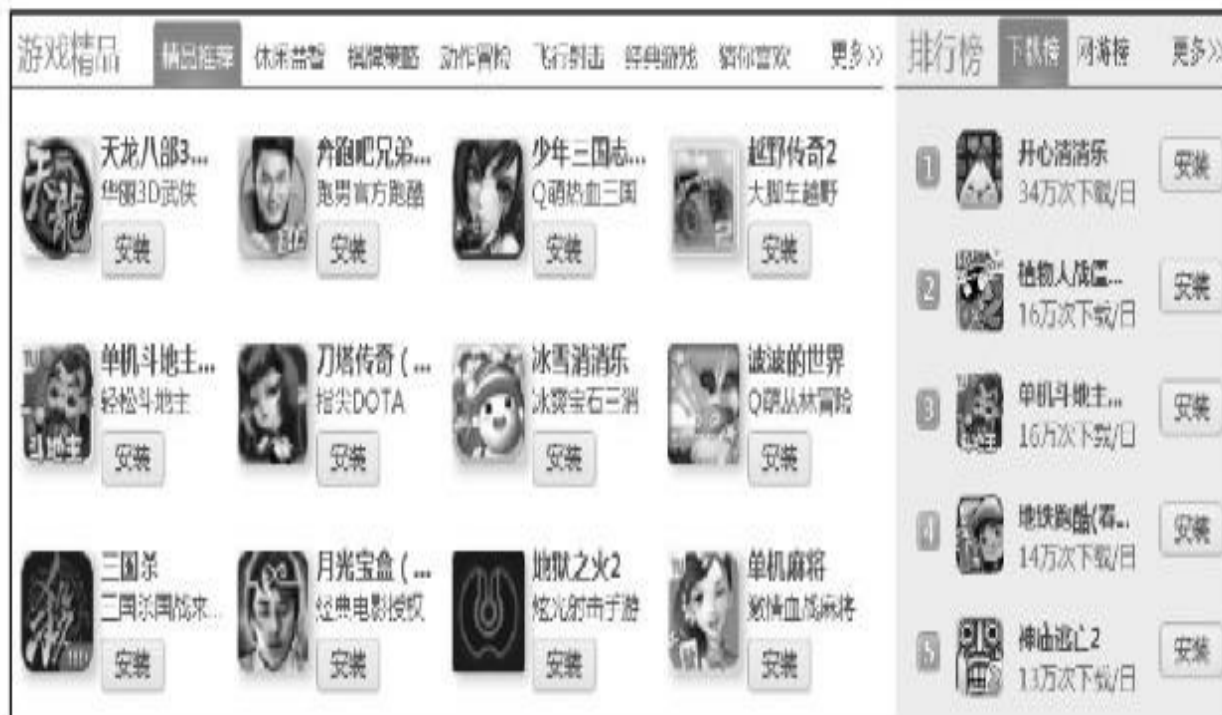 游戏精品 精品推荐 休闲益智 棋牌策略 动作冒险 飞行射击 经典游戏 猜你喜欢 更多>>
天龙八部3... 奔跑吧兄弟... 少年三国志... 越野传奇2
华丽3D武侠 跑男官方跑酷 Q萌热血三国 大脚车越野
安装 安装 安装 安装
单机斗地主... 刀塔传奇（... 冰雪消消乐 波波的世界
轻松斗地主 指尖DOTA 冰爽宝石三消 Q萌丛林冒险
安装 安装 安装 安装
三国杀 月光宝盒（... 地狱之火2 单机麻将
三国杀国战来... 经典电影授权 炫光射击手游 激情血战麻将
安装 安装 安装 安装
排行榜 下载榜 网游榜 更多>>
1 开心消消乐 安装
34万次下载/日
2 植物大战僵... 安装
16万次下载/日
3 单机斗地主... 安装
16万次下载/日
4 地铁跑酷(春... 安装
14万次下载/日
5 神庙逃亡2 安装
13万次下载/日